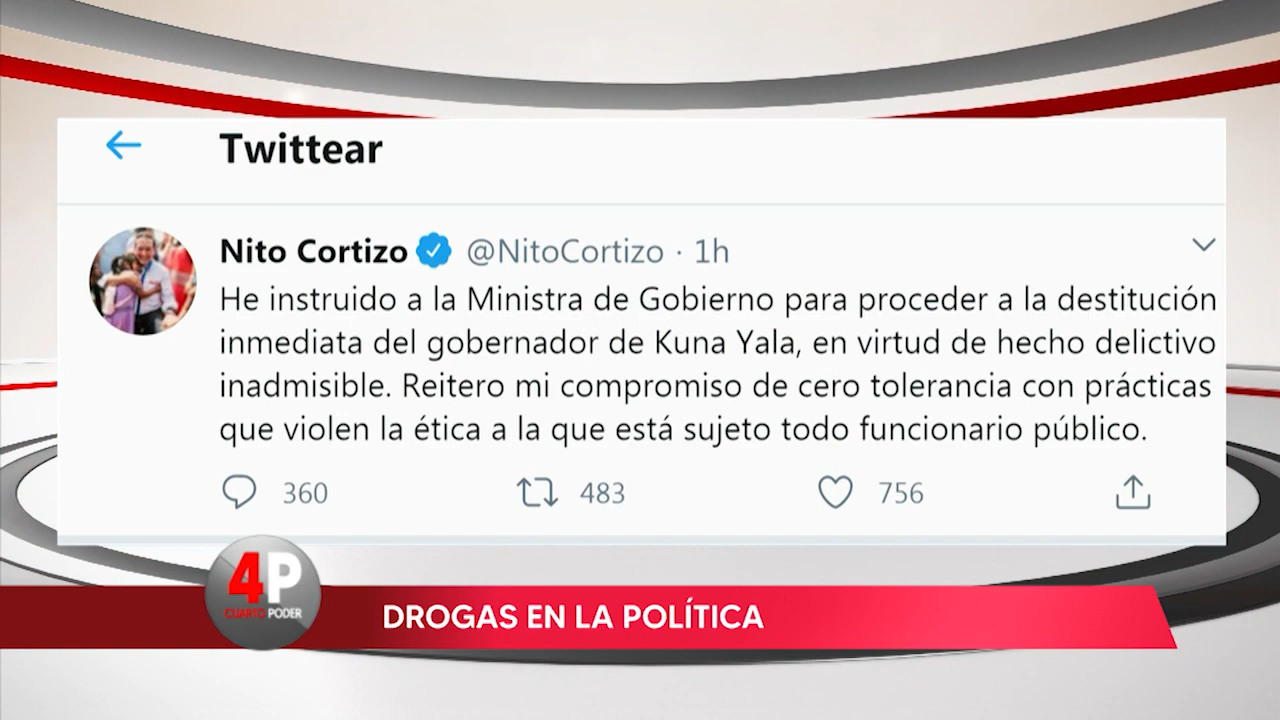 Twittear
Nito Cortizo @NitoCortizo · 1h
He instruido a la Ministra de Gobierno para proceder a la destitución
inmediata del gobernador de Kuna Yala, en virtud de hecho delictivo
inadmisible. Reitero mi compromiso de cero tolerancia con prácticas
que violen la ética a la que está sujeto todo funcionario público.
360 483 756
4P
CUARTO PODER
DROGAS EN LA POLÍTICA